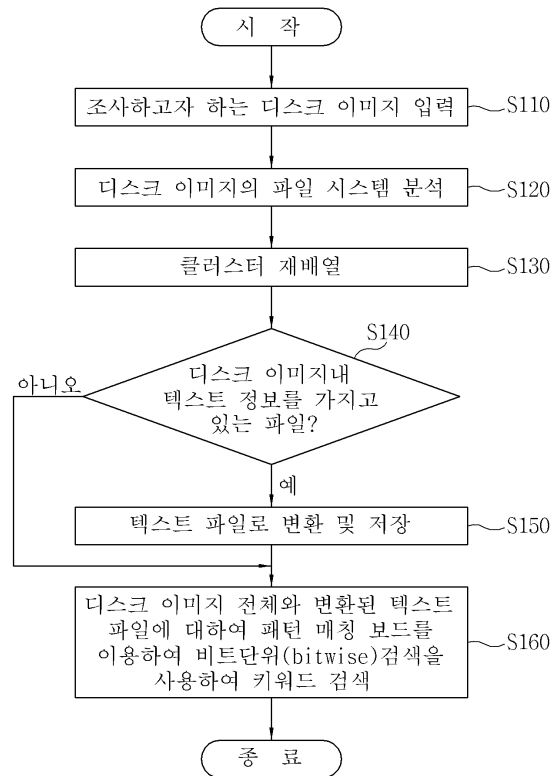 시 작
조사하고자 하는 디스크 이미지 입력
S110
디스크 이미지의 파일 시스템 분석
S120
클러스터 재배열
S130
S140
디스크 이미지내
텍스트 정보를 가지고
있는 파일?
아니오
예
텍스트 파일로 변환 및 저장
S150
디스크 이미지 전체와 변환된 텍스트
파일에 대하여 패턴 매칭 보드를
이용하여 비트단위(bitwise)검색을
사용하여 키워드 검색
S160
종 료